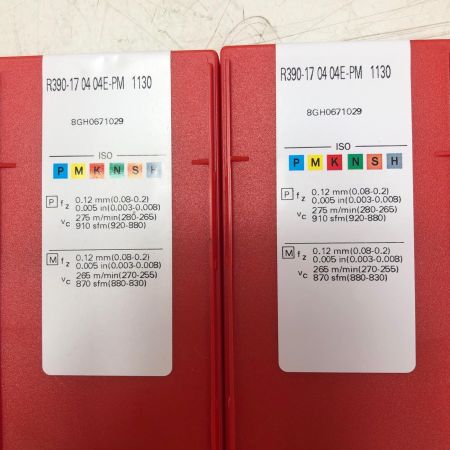 R390-17 04 04E-PM 1130
8GH0671029
ISO
P M K N S H
P fz 0.12 mm(0.08-0.2)
0.005 in(0.003-0.008)
vc 275 m/min(280-265)
910 sfm(920-880)
M fz 0.12 mm(0.08-0.2)
0.005 in(0.003-0.008)
vc 265 m/min(270-255)
870 sfm(880-830)
R390-17 04 04E-PM 1130
8GH0671029
ISO
P M K N S H
P fz 0.12 mm(0.08-0.2)
0.005 in(0.003-0.008)
vc 275 m/min(280-265)
910 sfm(920-880)
M fz 0.12 mm(0.08-0.2)
0.005 in(0.003-0.008)
vc 265 m/min(270-255)
870 sfm(880-830)